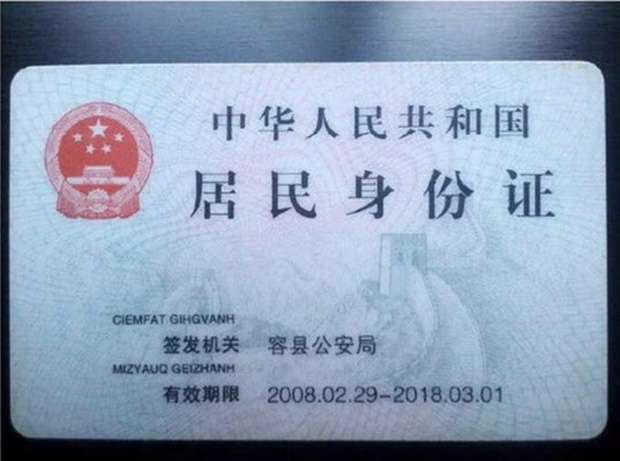 中华人民共和国
居民身份证
CIEMFAT GIHGVANH
签发机关 容县公安局
MIZYAUQ GEIZHANH
有效期限 2008.02.29-2018.03.01